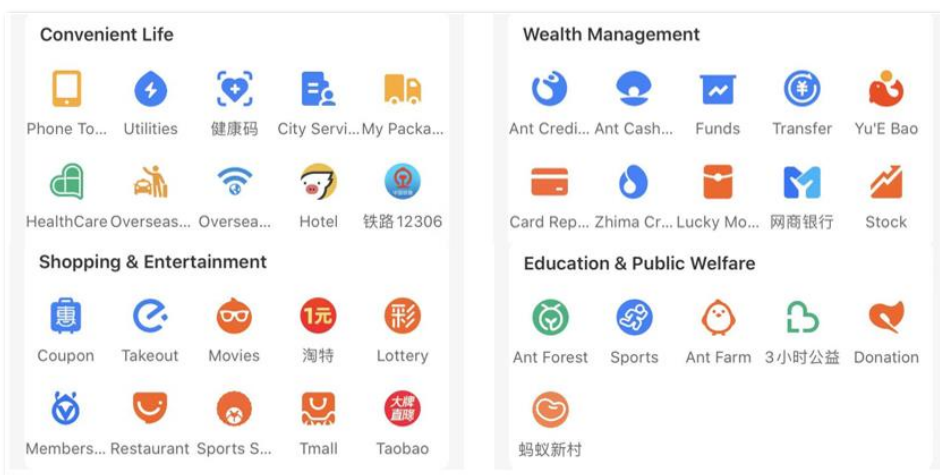 Convenient Life
Phone To... Utilities 健康码 City Servi... My Packa...
HealthCare Overseas... Oversea... Hotel 铁路12306
Shopping & Entertainment
惠 1元 彩
Coupon Takeout Movies 淘特 Lottery
大牌
直降
Members... Restaurant Sports S... Tmall Taobao
Wealth Management
¥
Ant Credi... Ant Cash... Funds Transfer Yu'E Bao
Card Rep... Zhima Cr... Lucky Mo... 网商银行 Stock
Education & Public Welfare
Ant Forest Sports Ant Farm 3小时公益 Donation
蚂蚁新村